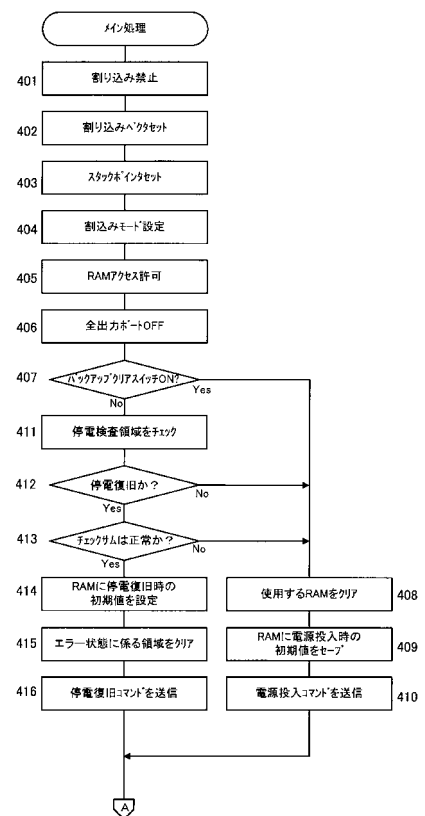 メイン処理
401
割り込み禁止
402
割り込みベクタセット
403
スタックポインタセット
404
割込みモード設定
405
RAMアクセス許可
406
全出力ポートOFF
407
バックアップクリアスイッチON?
Yes
No
411
停電検査領域をチェック
412
停電復旧か？
No
Yes
413
チェックサムは正常か？
No
Yes
414
RAMに停電復旧時の
初期値を設定
使用するRAMをクリア
408
415
エラー状態に係る領域をクリア
RAMに電源投入時の
初期値をセーブ
409
416
停電復旧コマンドを送信
電源投入コマンドを送信
410
A